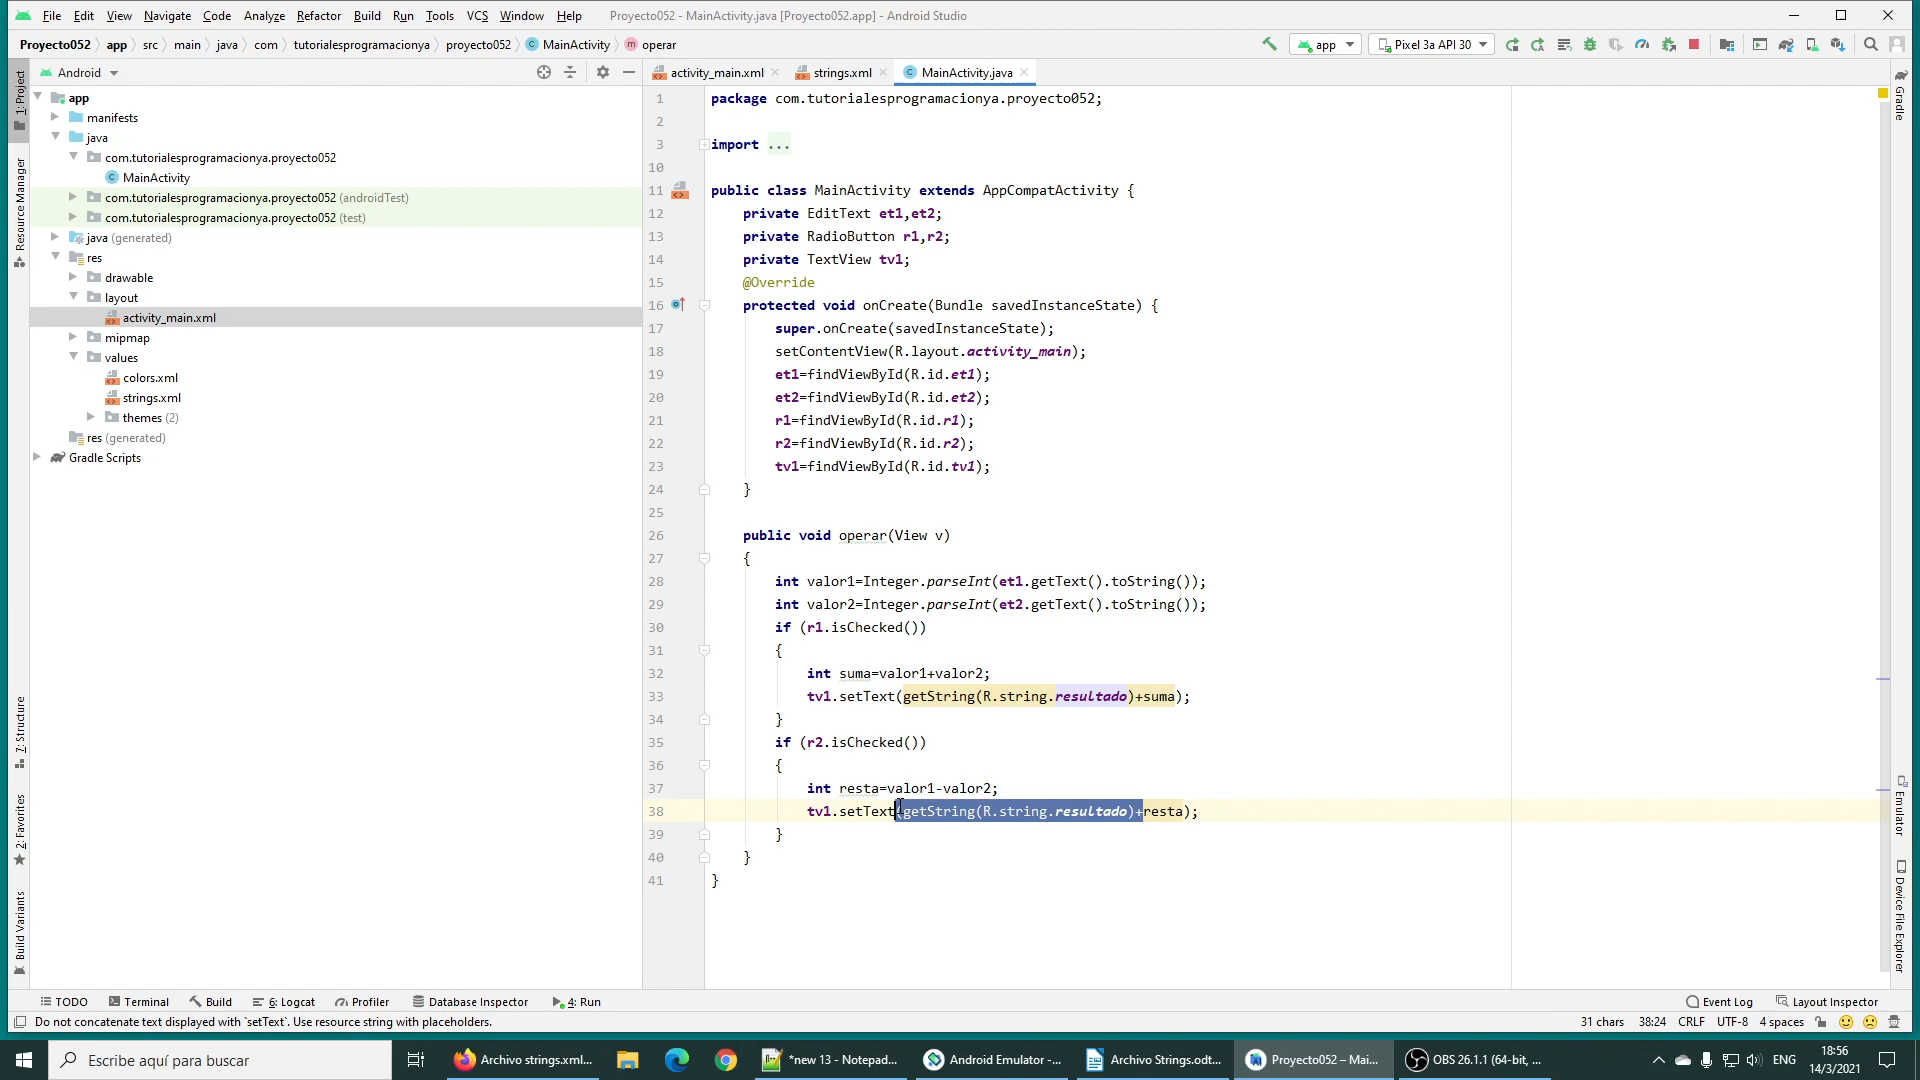 File Edit View Navigate Code Analyze Refactor Build Run Tools VCS Window Help Proyecto052 - MainActivity.java [Proyecto052.app] - Android Studio
Proyecto052 app src main java com tutorialesprogramacionya proyecto052 MainActivity operar app Pixel 3a API 30
Android
activity_main.xml strings.xml MainActivity.java
app
manifests
java
com.tutorialesprogramacionya.proyecto052
MainActivity
com.tutorialesprogramacionya.proyecto052 (androidTest)
com.tutorialesprogramacionya.proyecto052 (test)
java (generated)
res
drawable
layout
activity_main.xml
mipmap
values
colors.xml
strings.xml
themes (2)
res (generated)
Gradle Scripts
1: Project
Resource Manager
7: Structure
2: Favorites
Build Variants
1 package com.tutorialesprogramacionya.proyecto052;
2
3 import ...
10
11 public class MainActivity extends AppCompatActivity {
12 private EditText et1,et2;
13 private RadioButton r1,r2;
14 private TextView tv1;
15 @Override
16 protected void onCreate(Bundle savedInstanceState) {
17 super.onCreate(savedInstanceState);
18 setContentView(R.layout.activity_main);
19 et1=findViewById(R.id.et1);
20 et2=findViewById(R.id.et2);
21 r1=findViewById(R.id.r1);
22 r2=findViewById(R.id.r2);
23 tv1=findViewById(R.id.tv1);
24 }
25
26 public void operar(View v)
27 {
28 int valor1=Integer.parseInt(et1.getText().toString());
29 int valor2=Integer.parseInt(et2.getText().toString());
30 if (r1.isChecked())
31 {
32 int suma=valor1+valor2;
33 tv1.setText(getString(R.string.resultado)+suma);
34 }
35 if (r2.isChecked())
36 {
37 int resta=valor1-valor2;
38 tv1.setText(getString(R.string.resultado)+resta);
39 }
40 }
41 }
Gradle
Emulator
Device File Explorer
TODO Terminal Build 6: Logcat Profiler Database Inspector 4: Run Event Log Layout Inspector
Do not concatenate text displayed with `setText`. Use resource string with placeholders. 31 chars 38:24 CRLF UTF-8 4 spaces
Escribe aquí para buscar Archivo strings.xml... *new 13 - Notepad... Android Emulator -... Archivo Strings.odt... Proyecto052 – Mai... OBS 26.1.1 (64-bit, ... ENG 18:56
14/3/2021